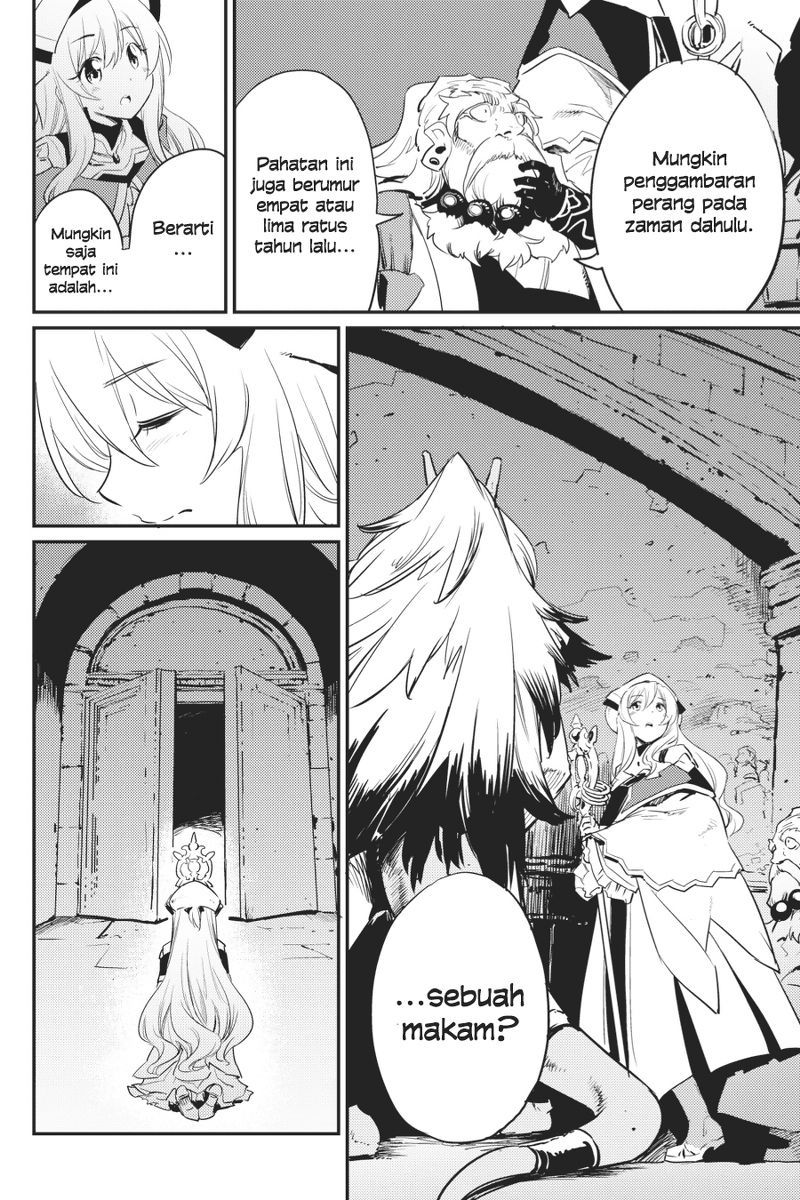 Mungkin
penggambaran
perang pada
zaman dahulu.
Pahatan ini
juga berumur
empat atau
lima ratus
tahun lalu...
Berarti
...
Mungkin
saja
tempat ini
adalah...
...sebuah
makam?